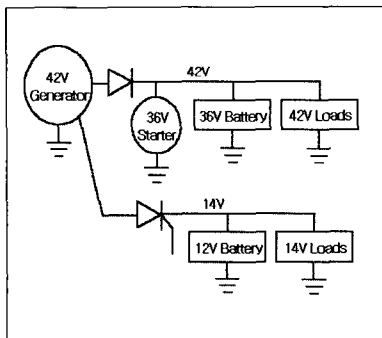 42V
Generator
42V
36V
Starter
36V Battery
42V Loads
14V
12V Battery
14V Loads